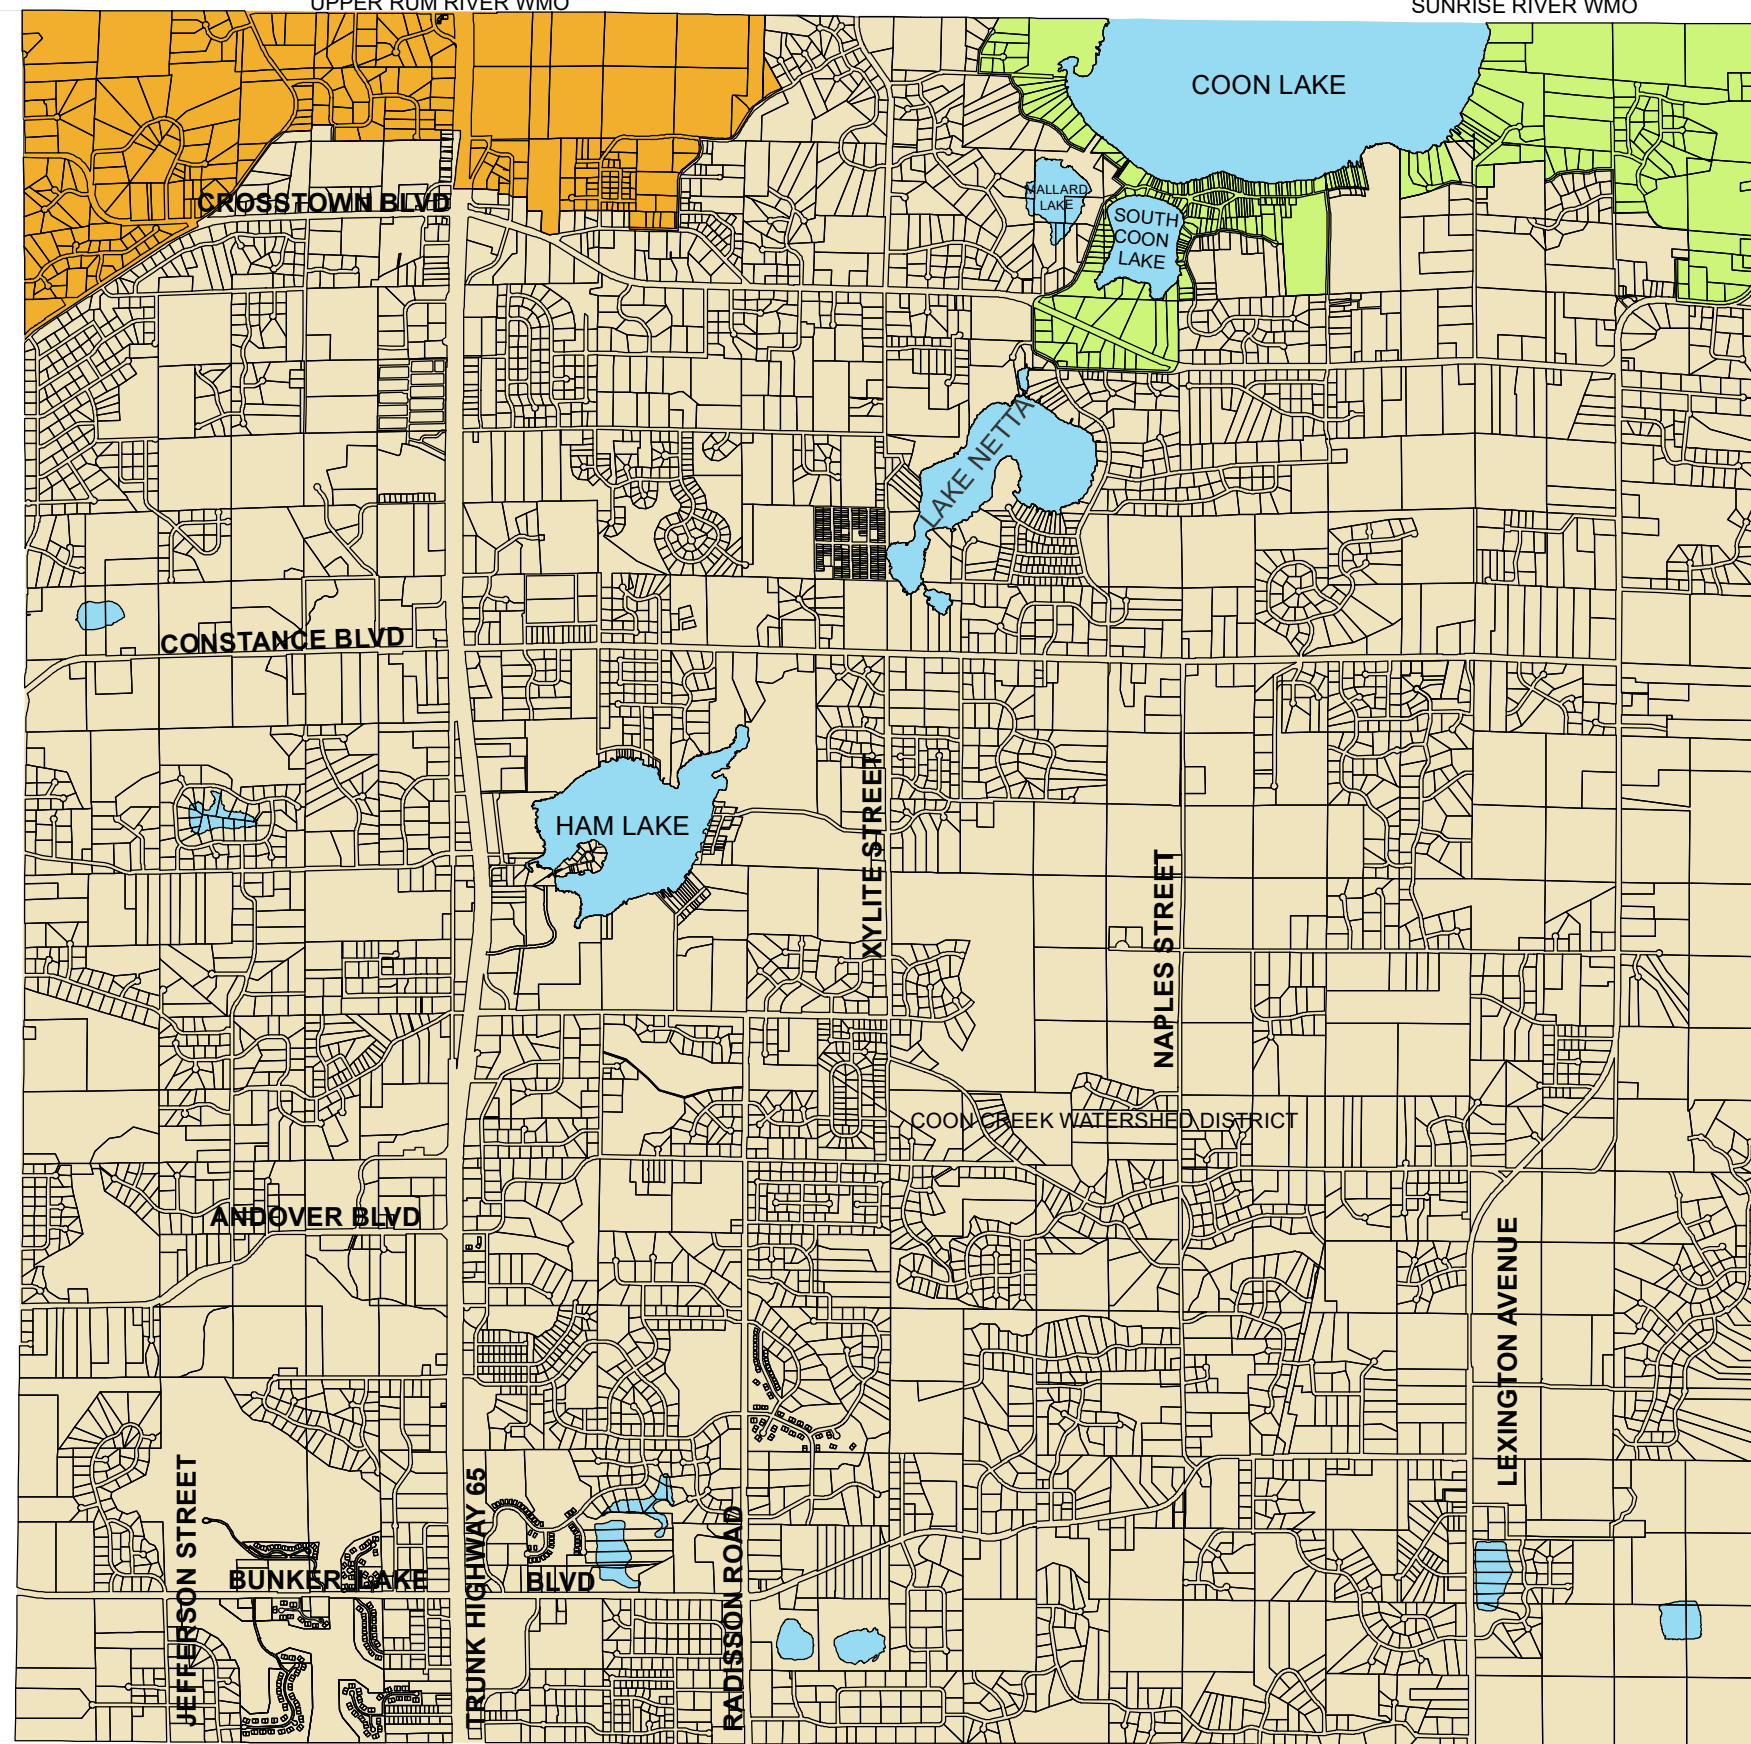 UPPER RUM RIVER WMO
SUNRISE RIVER WMO
COON LAKE
MALLARD
LAKE
CROSSTOWN BLVD
SOUTH
COON
LAKE
LAKE NETTA
CONSTANCE BLVD
HAM LAKE
XYLITE STREET
NAPLES STREET
COON CREEK WATERSHED DISTRICT
ANDOVER BLVD
LEXINGTON AVENUE
JEFFERSON STREET
TRUNK HIGHWAY 65
RADISSON ROAD
BUNKER LAKE BLVD